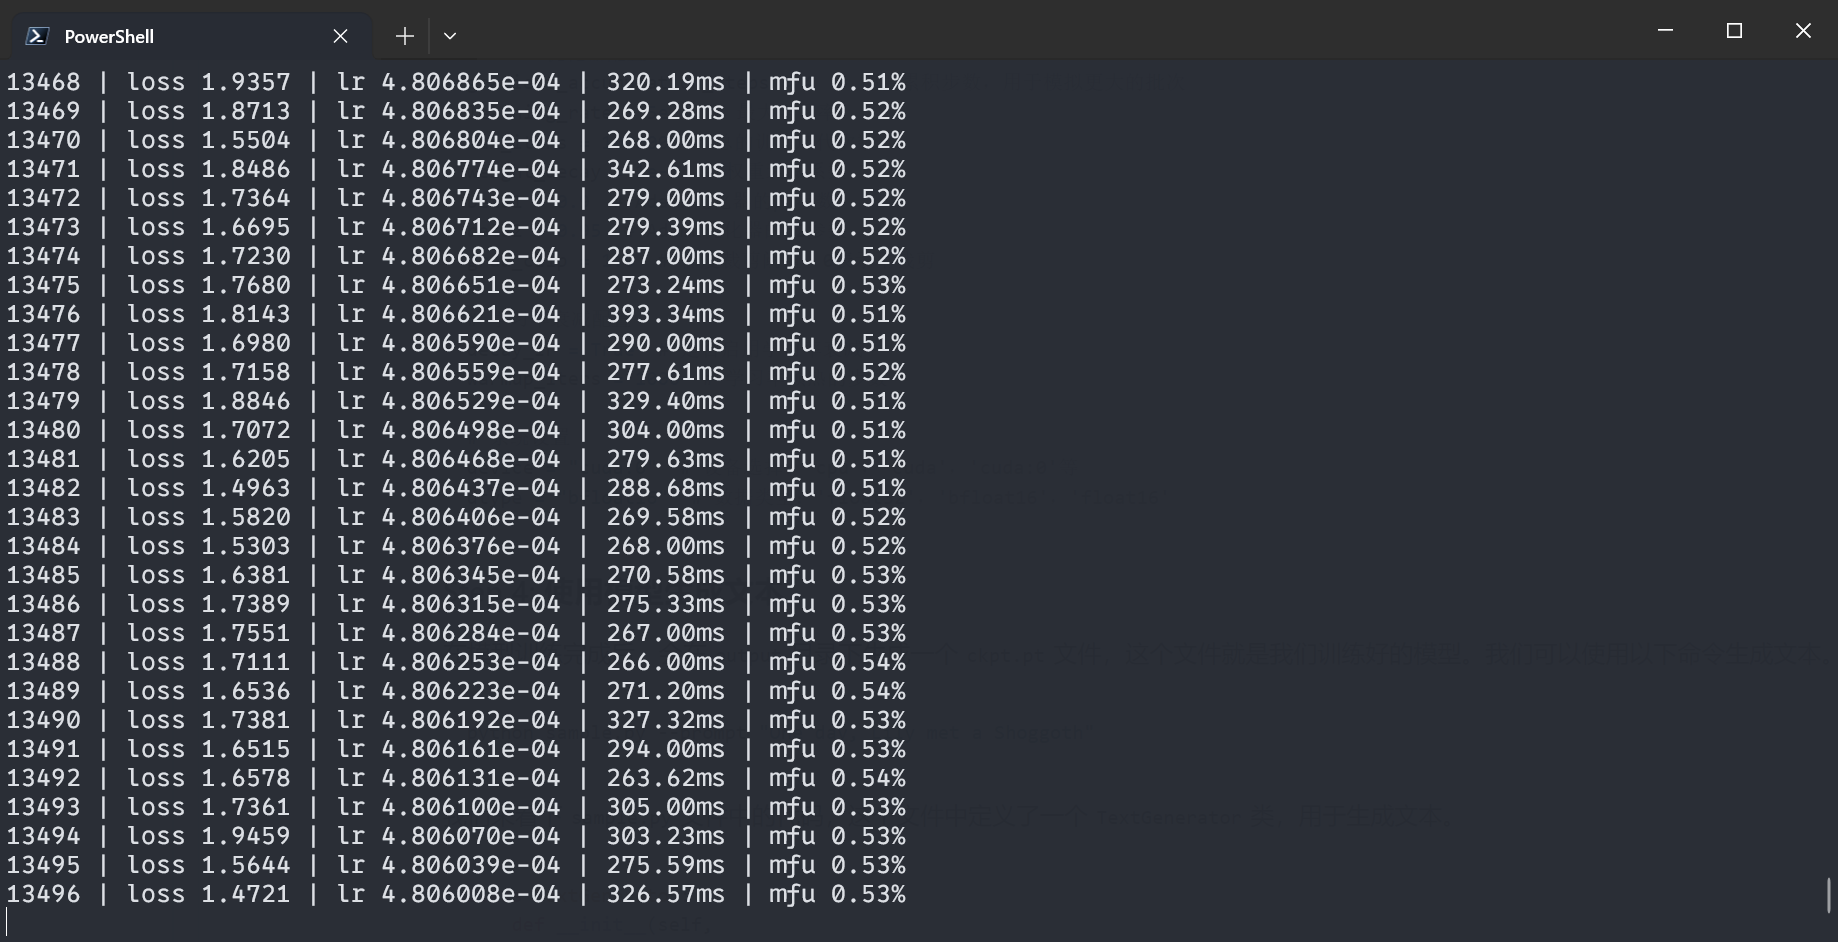 PowerShell
13468 | loss 1.9357 | lr 4.806865e-04 | 320.19ms | mfu 0.51%
13469 | loss 1.8713 | lr 4.806835e-04 | 269.28ms | mfu 0.52%
13470 | loss 1.5504 | lr 4.806804e-04 | 268.00ms | mfu 0.52%
13471 | loss 1.8486 | lr 4.806774e-04 | 342.61ms | mfu 0.52%
13472 | loss 1.7364 | lr 4.806743e-04 | 279.00ms | mfu 0.52%
13473 | loss 1.6695 | lr 4.806712e-04 | 279.39ms | mfu 0.52%
13474 | loss 1.7230 | lr 4.806682e-04 | 287.00ms | mfu 0.52%
13475 | loss 1.7680 | lr 4.806651e-04 | 273.24ms | mfu 0.53%
13476 | loss 1.8143 | lr 4.806621e-04 | 393.34ms | mfu 0.51%
13477 | loss 1.6980 | lr 4.806590e-04 | 290.00ms | mfu 0.51%
13478 | loss 1.7158 | lr 4.806559e-04 | 277.61ms | mfu 0.52%
13479 | loss 1.8846 | lr 4.806529e-04 | 329.40ms | mfu 0.51%
13480 | loss 1.7072 | lr 4.806498e-04 | 304.00ms | mfu 0.51%
13481 | loss 1.6205 | lr 4.806468e-04 | 279.63ms | mfu 0.51%
13482 | loss 1.4963 | lr 4.806437e-04 | 288.68ms | mfu 0.51%
13483 | loss 1.5820 | lr 4.806406e-04 | 269.58ms | mfu 0.52%
13484 | loss 1.5303 | lr 4.806376e-04 | 268.00ms | mfu 0.52%
13485 | loss 1.6381 | lr 4.806345e-04 | 270.58ms | mfu 0.53%
13486 | loss 1.7389 | lr 4.806315e-04 | 275.33ms | mfu 0.53%
13487 | loss 1.7551 | lr 4.806284e-04 | 267.00ms | mfu 0.53%
13488 | loss 1.7111 | lr 4.806253e-04 | 266.00ms | mfu 0.54%
13489 | loss 1.6536 | lr 4.806223e-04 | 271.20ms | mfu 0.54%
13490 | loss 1.7381 | lr 4.806192e-04 | 327.32ms | mfu 0.53%
13491 | loss 1.6515 | lr 4.806161e-04 | 294.00ms | mfu 0.53%
13492 | loss 1.6578 | lr 4.806131e-04 | 263.62ms | mfu 0.54%
13493 | loss 1.7361 | lr 4.806100e-04 | 305.00ms | mfu 0.53%
13494 | loss 1.9459 | lr 4.806070e-04 | 303.23ms | mfu 0.53%
13495 | loss 1.5644 | lr 4.806039e-04 | 275.59ms | mfu 0.53%
13496 | loss 1.4721 | lr 4.806008e-04 | 326.57ms | mfu 0.53%